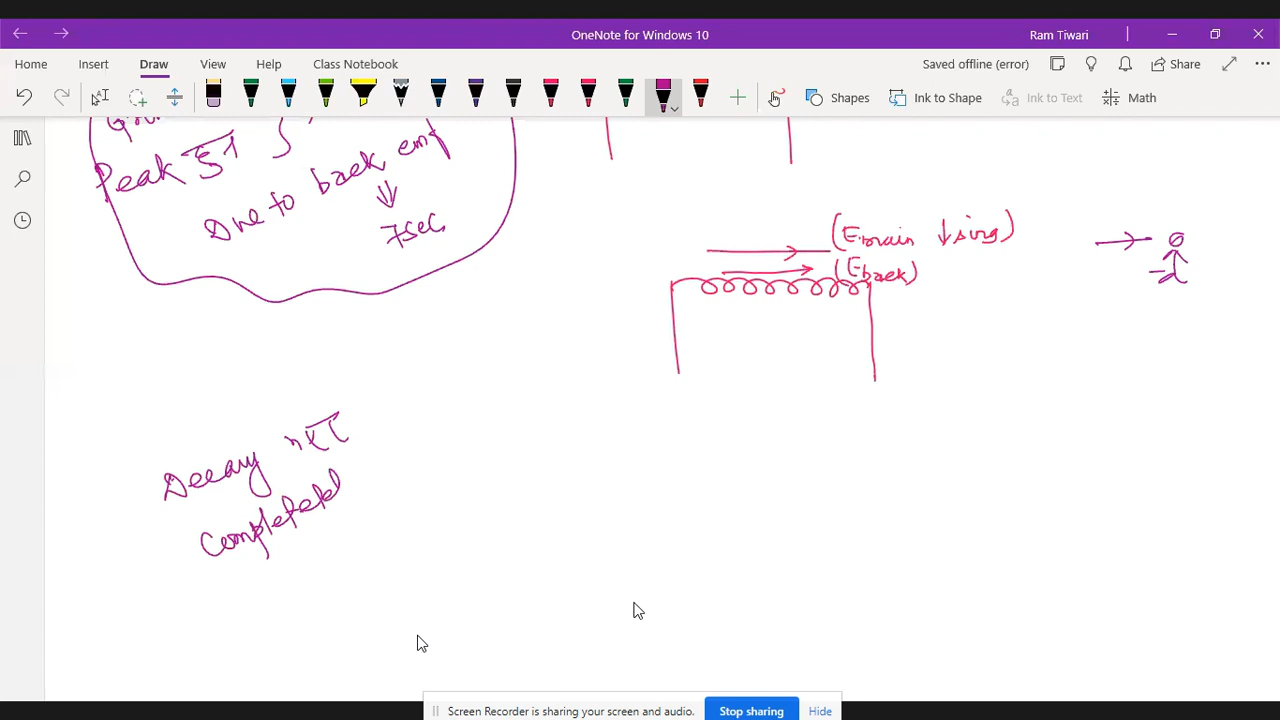 OneNote for Windows 10
Ram Tiwari
Home Insert Draw View Help Class Notebook
Saved offline (error)
Share
Shapes
Ink to Shape
Ink to Text
Math
Peak
Due to back emf
7sec
(Emain ↓sing)
(Eback)
Decay
Completed
Screen Recorder is sharing your screen and audio.
Stop sharing
Hide